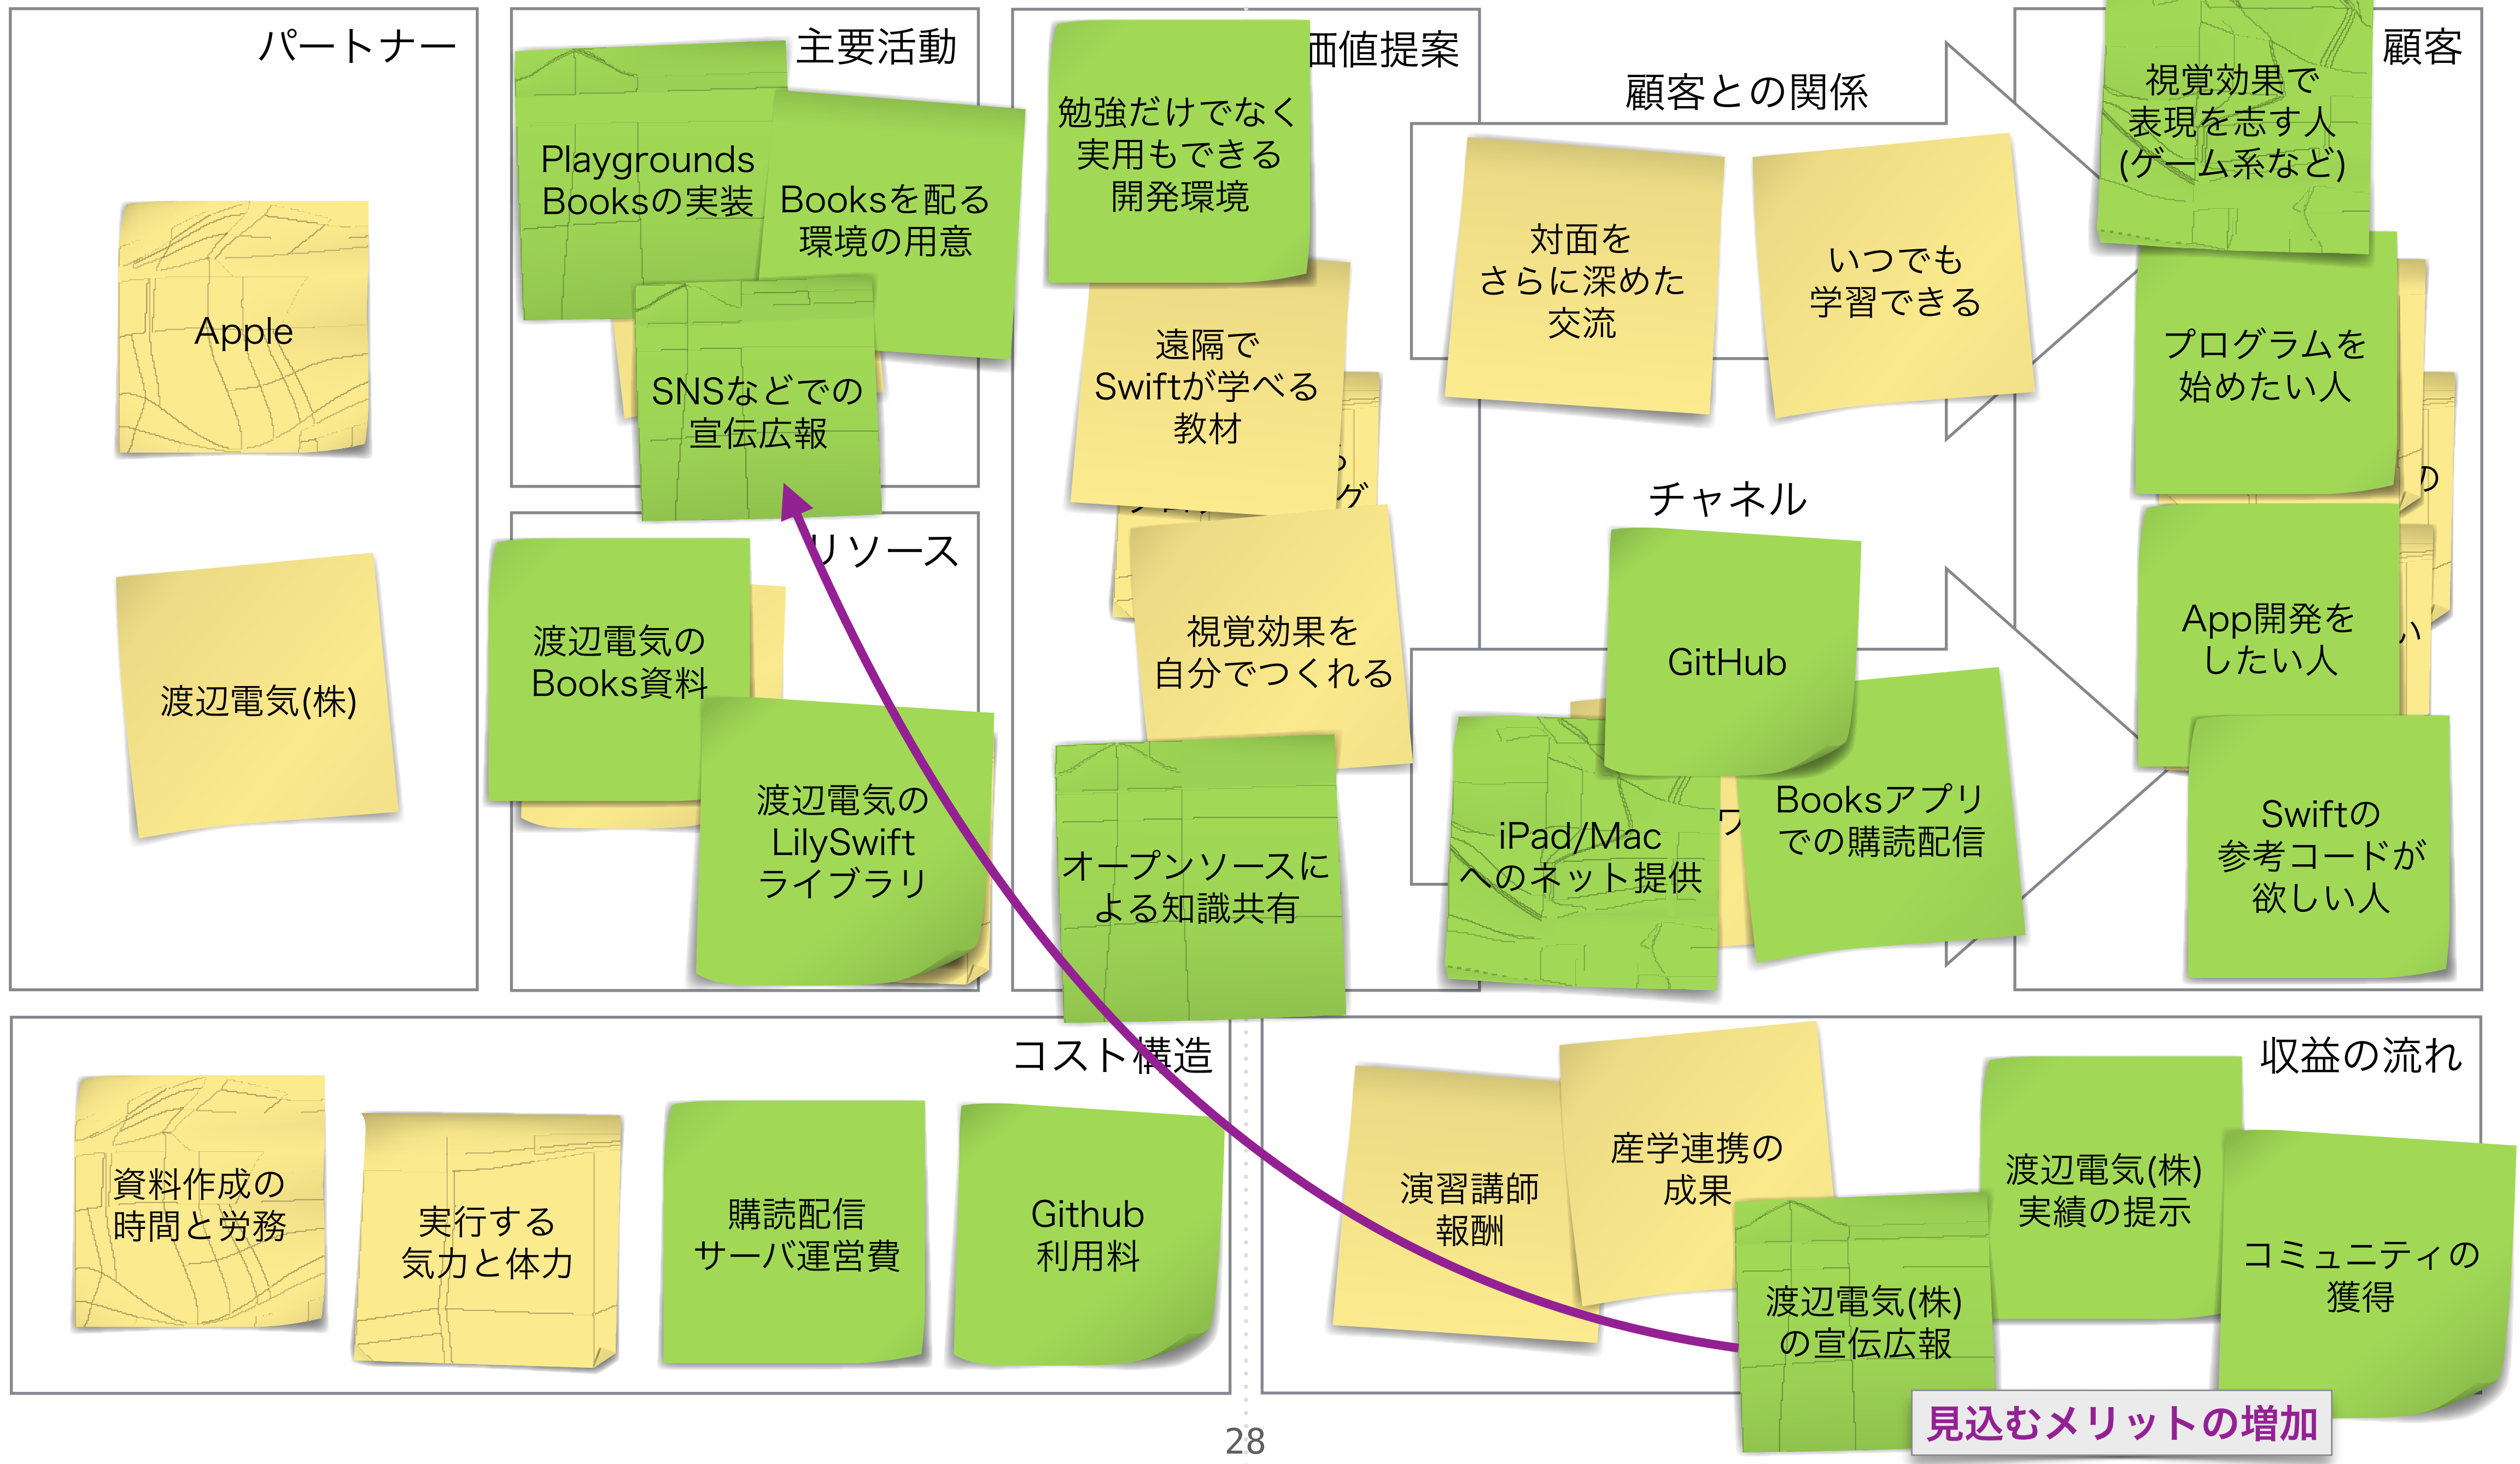 パートナー
Apple
渡辺電気(株)
主要活動
Playgrounds
Booksの実装
Booksを配る
環境の用意
SNSなどでの
宣伝広報
リソース
渡辺電気の
Books資料
渡辺電気の
LilySwift
ライブラリ
価値提案
勉強だけでなく
実用もできる
開発環境
遠隔で
Swiftが学べる
教材
視覚効果を
自分でつくれる
オープンソースに
よる知識共有
顧客との関係
対面を
さらに深めた
交流
いつでも
学習できる
チャネル
GitHub
iPad/Mac
へのネット提供
Booksアプリ
での購読配信
顧客
視覚効果で
表現を志す人
(ゲーム系など)
プログラムを
始めたい人
の
App開発を
したい人
い
Swiftの
参考コードが
欲しい人
コスト構造
資料作成の
時間と労務
実行する
気力と体力
購読配信
サーバ運営費
Github
利用料
収益の流れ
演習講師
報酬
産学連携の
成果
渡辺電気(株)
の宣伝広報
渡辺電気(株)
実績の提示
コミュニティの
獲得
見込むメリットの増加
28